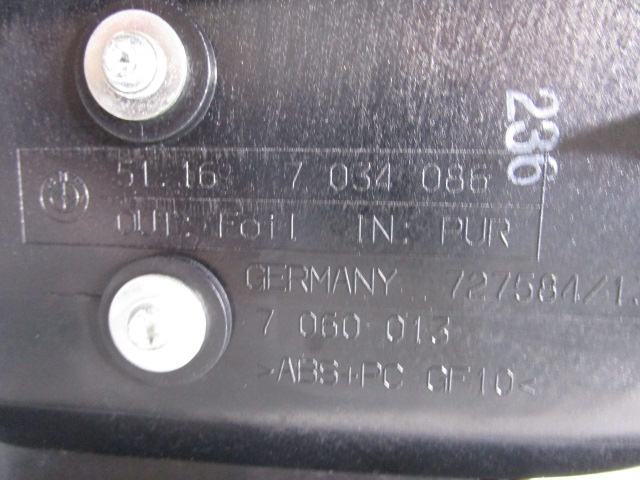 236
51.16 7 034 086
OUT: Foil IN: PUR
GERMANY 727584/1
7 060 013
>ABS+PC GF10<